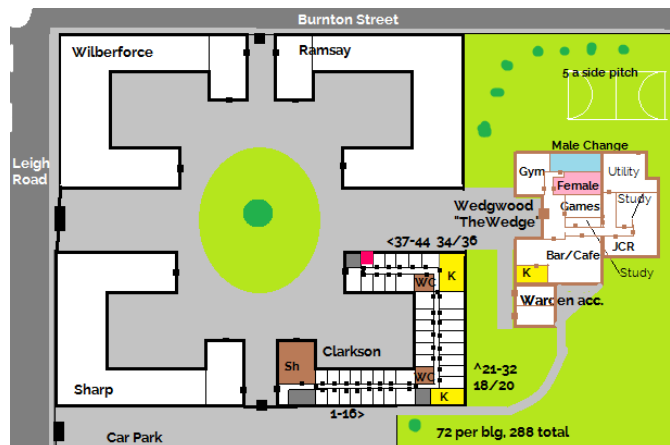 Burnton Street
Wilberforce
Ramsay
5 a side pitch
Male Change
Leigh
Road
Gym
Utility
Female
Study
Wedgwood
"TheWedge"
Games
<37-44 34/36
JCR
Bar/Cafe
K
WC
K
Study
Warden acc.
Clarkson
Sh
WC
^21-32
18/20
Sharp
K
1-16>
Car Park
72 per blg, 288 total